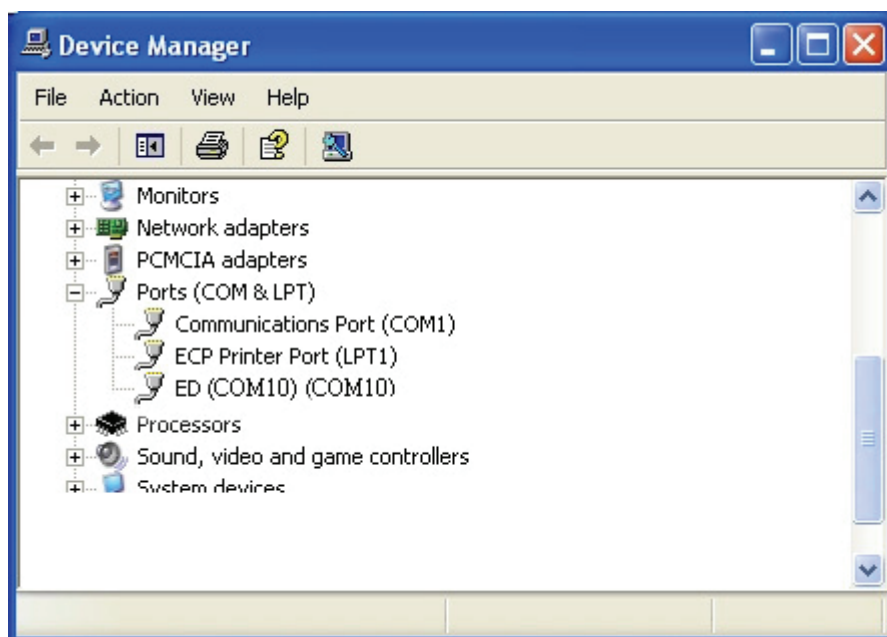 Device Manager
File Action View Help
Monitors
Network adapters
PCMCIA adapters
Ports (COM & LPT)
Communications Port (COM1)
ECP Printer Port (LPT1)
ED (COM10) (COM10)
Processors
Sound, video and game controllers
System devices